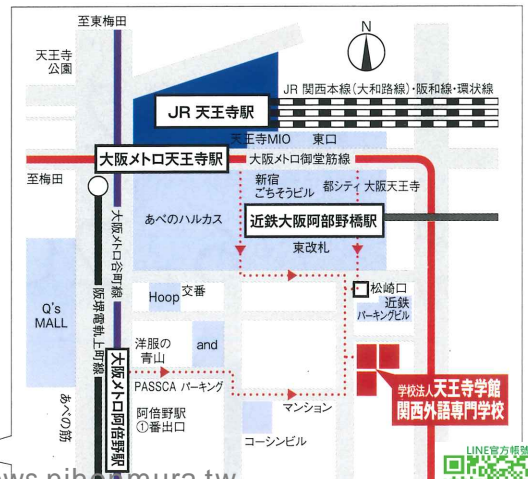 至東梅田
天王寺
公園
N
JR 関西本線(大和路線)・阪和線・環状線
JR 天王寺駅
天王寺MIO 東口
大阪メトロ天王寺駅
大阪メトロ御堂筋線
至梅田
新宿
ごちそうビル
都シティ 大阪天王寺
あべのハルカス
近鉄大阪阿部野橋駅
東改札
大阪メトロ谷町線
阪堺電軌上町線
Q's
MALL
Hoop
交番
松崎口
近鉄
パーキングビル
洋服の
青山
and
PASSCA パーキング
大阪メトロ阿倍野駅
阿倍野駅
①番出口
マンション
コーシンビル
あべの筋
学校法人 天王寺学館
関西外語専門学校
LINE官方帳號
ws.nihonmura.tw